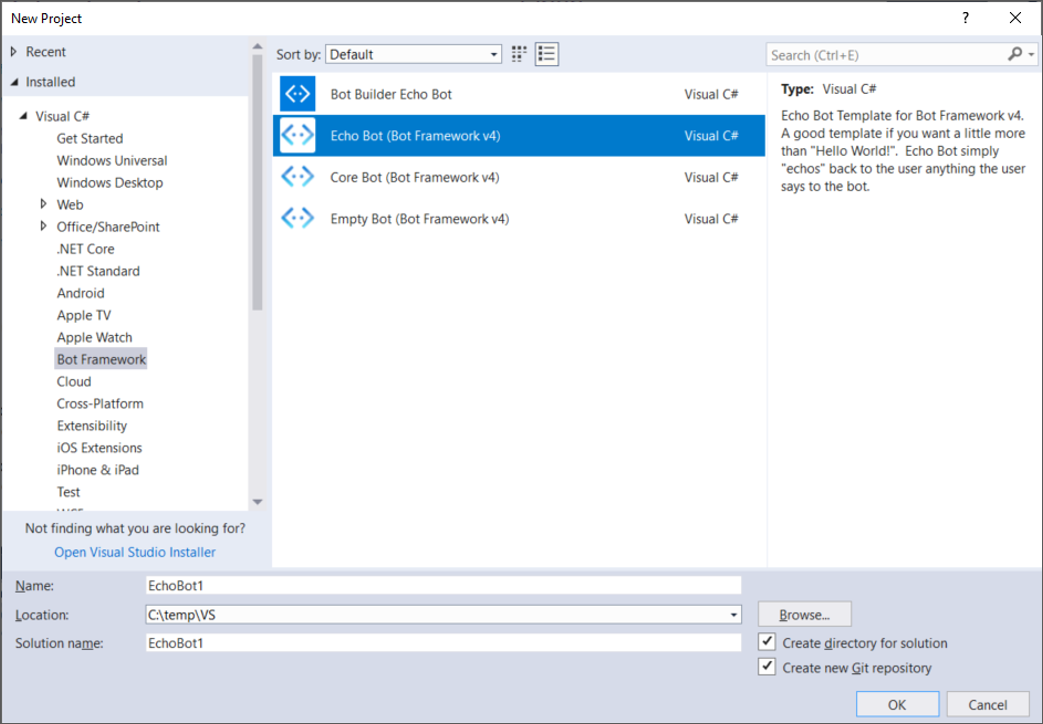 New Project
?
Recent
Installed
Visual C#
Get Started
Windows Universal
Windows Desktop
Web
Office/SharePoint
.NET Core
.NET Standard
Android
Apple TV
Apple Watch
Bot Framework
Cloud
Cross-Platform
Extensibility
iOS Extensions
iPhone & iPad
Test
Not finding what you are looking for?
Open Visual Studio Installer
Sort by: Default
Bot Builder Echo Bot Visual C#
Echo Bot (Bot Framework v4) Visual C#
Core Bot (Bot Framework v4) Visual C#
Empty Bot (Bot Framework v4) Visual C#
Search (Ctrl+E)
Type: Visual C#
Echo Bot Template for Bot Framework v4.
A good template if you want a little more
than "Hello World!". Echo Bot simply
"echos" back to the user anything the user
says to the bot.
Name: EchoBot1
Location: C:\temp\VS Browse...
Solution name: EchoBot1
Create directory for solution
Create new Git repository
OK Cancel